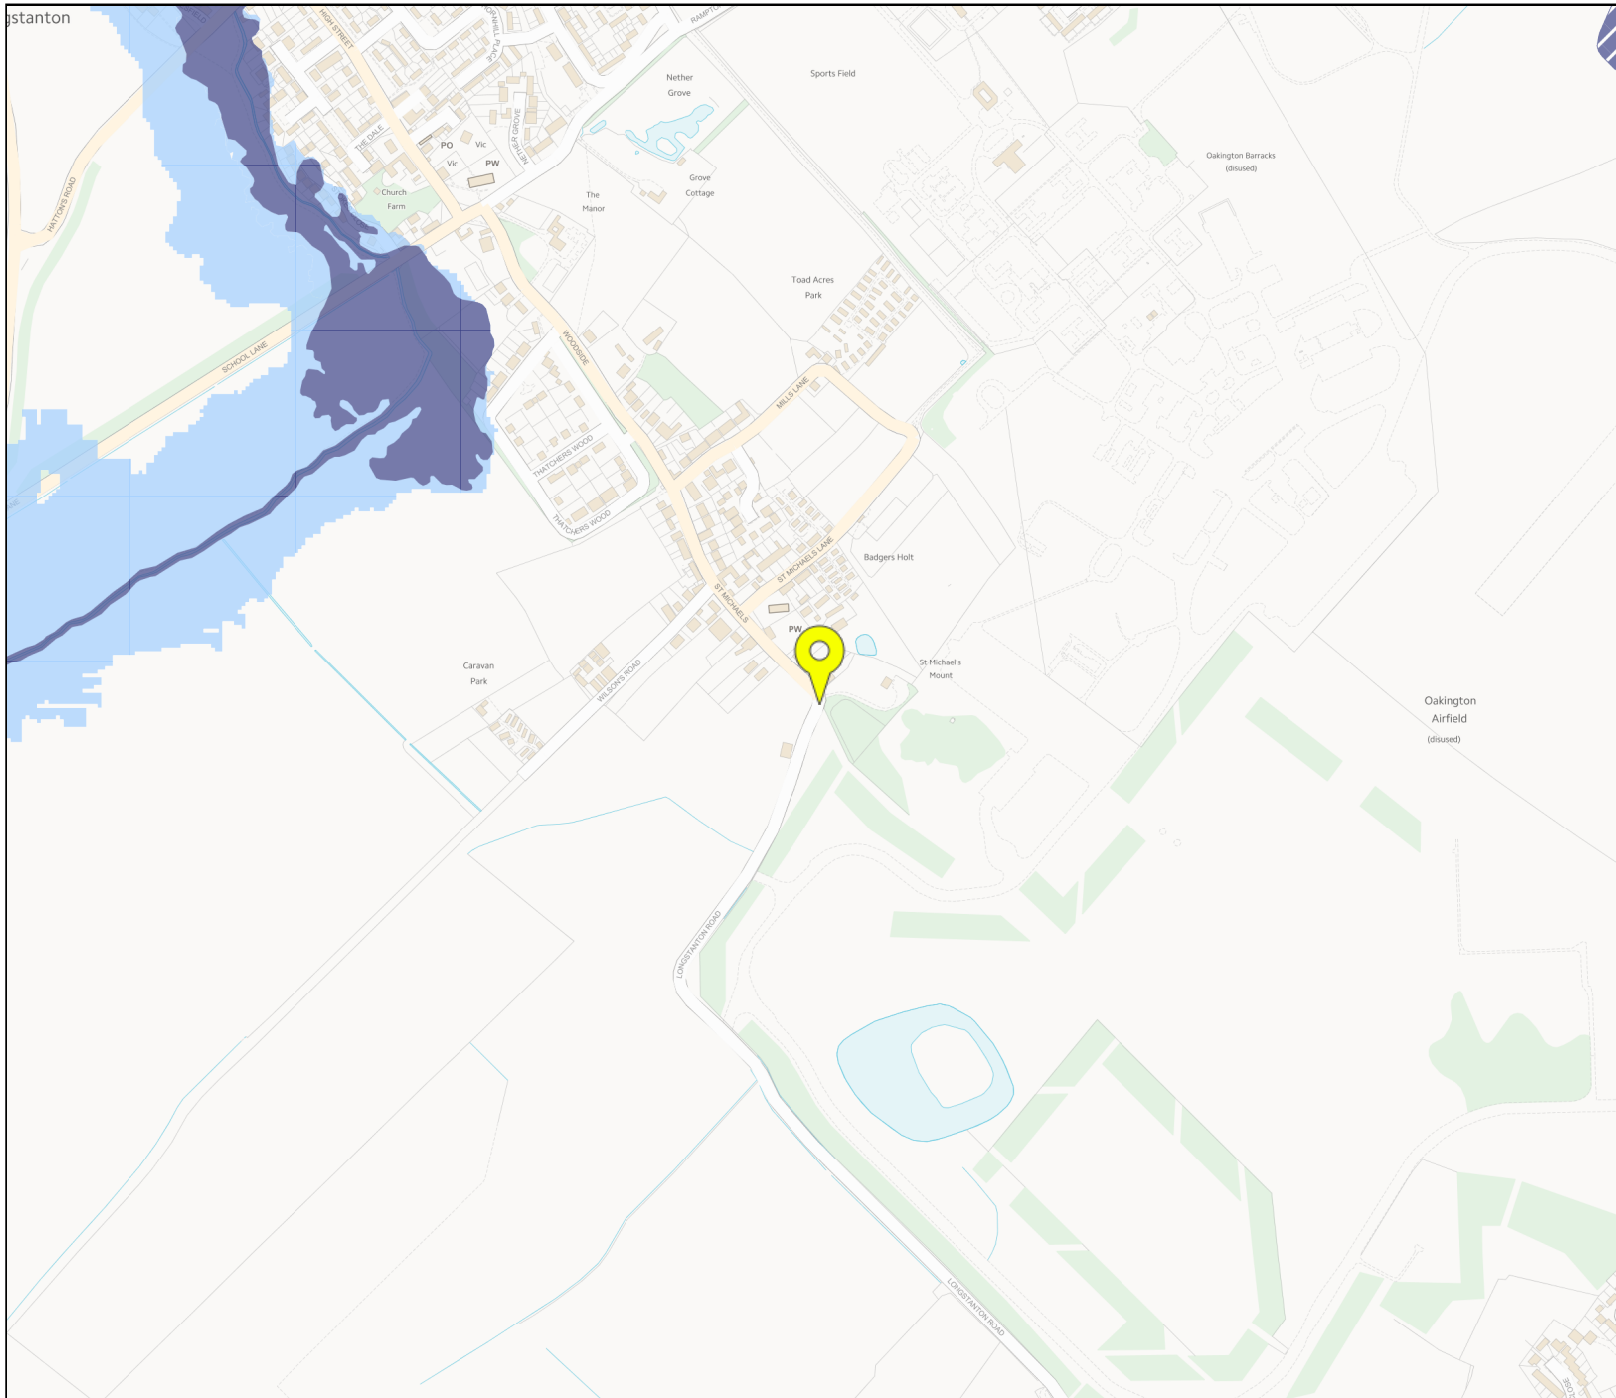 gstanton
HIGH STREET
THORNHILL PLACE
RAMPTO
Nether
Grove
Sports Field
HATTON'S ROAD
THE DALE
PO
Vic
Vic
PW
NETHER GROVE
Church
Farm
The
Manor
Grove
Cottage
Oakington Barracks
(disused)
Toad Acres
Park
SCHOOL LANE
WOODSIDE
MILLS LANE
THATCHERS WOOD
THATCHERS WOOD
ST MICHAELS LANE
Badgers Holt
ST MICHAELS
PW
Caravan
Park
WILSON'S ROAD
St Michaels
Mount
Oakington
Airfield
(disused)
LONGSTANTON ROAD
LONGSTANTON ROAD